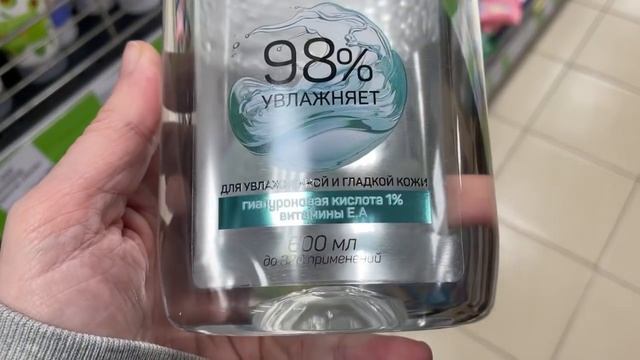 98%
УВЛАЖНЯЕТ
ДЛЯ И ГЛАДКОЙ КОЖИ
гиалуроновая кислота 1%
витамины Е,А
600 мл
до применений